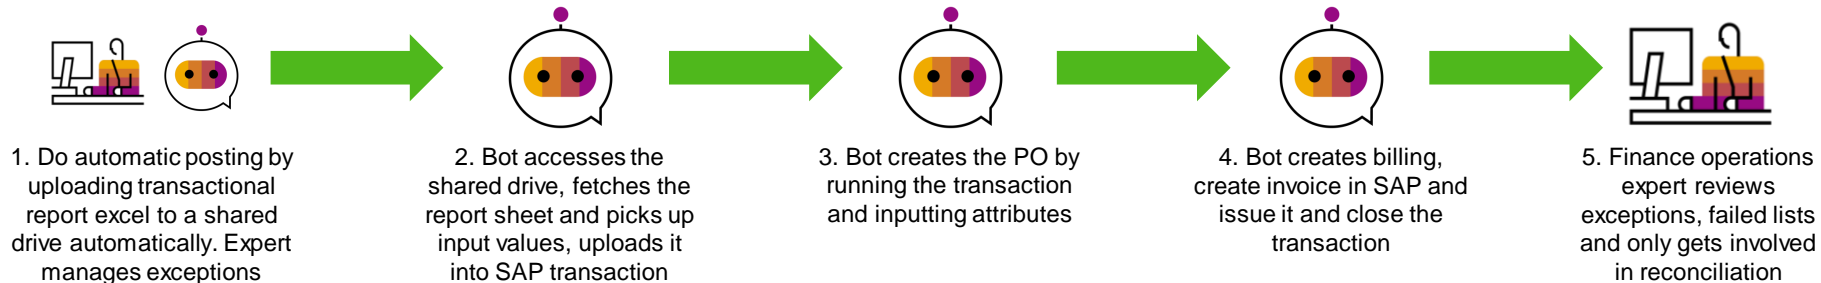 1. Do automatic posting by
uploading transactional
report excel to a shared
drive automatically. Expert
manages exceptions
2. Bot accesses the
shared drive, fetches the
report sheet and picks up
input values, uploads it
into SAP transaction
3. Bot creates the PO by
running the transaction
and inputting attributes
4. Bot creates billing,
create invoice in SAP and
issue it and close the
transaction
5. Finance operations
expert reviews
exceptions, failed lists
and only gets involved
in reconciliation